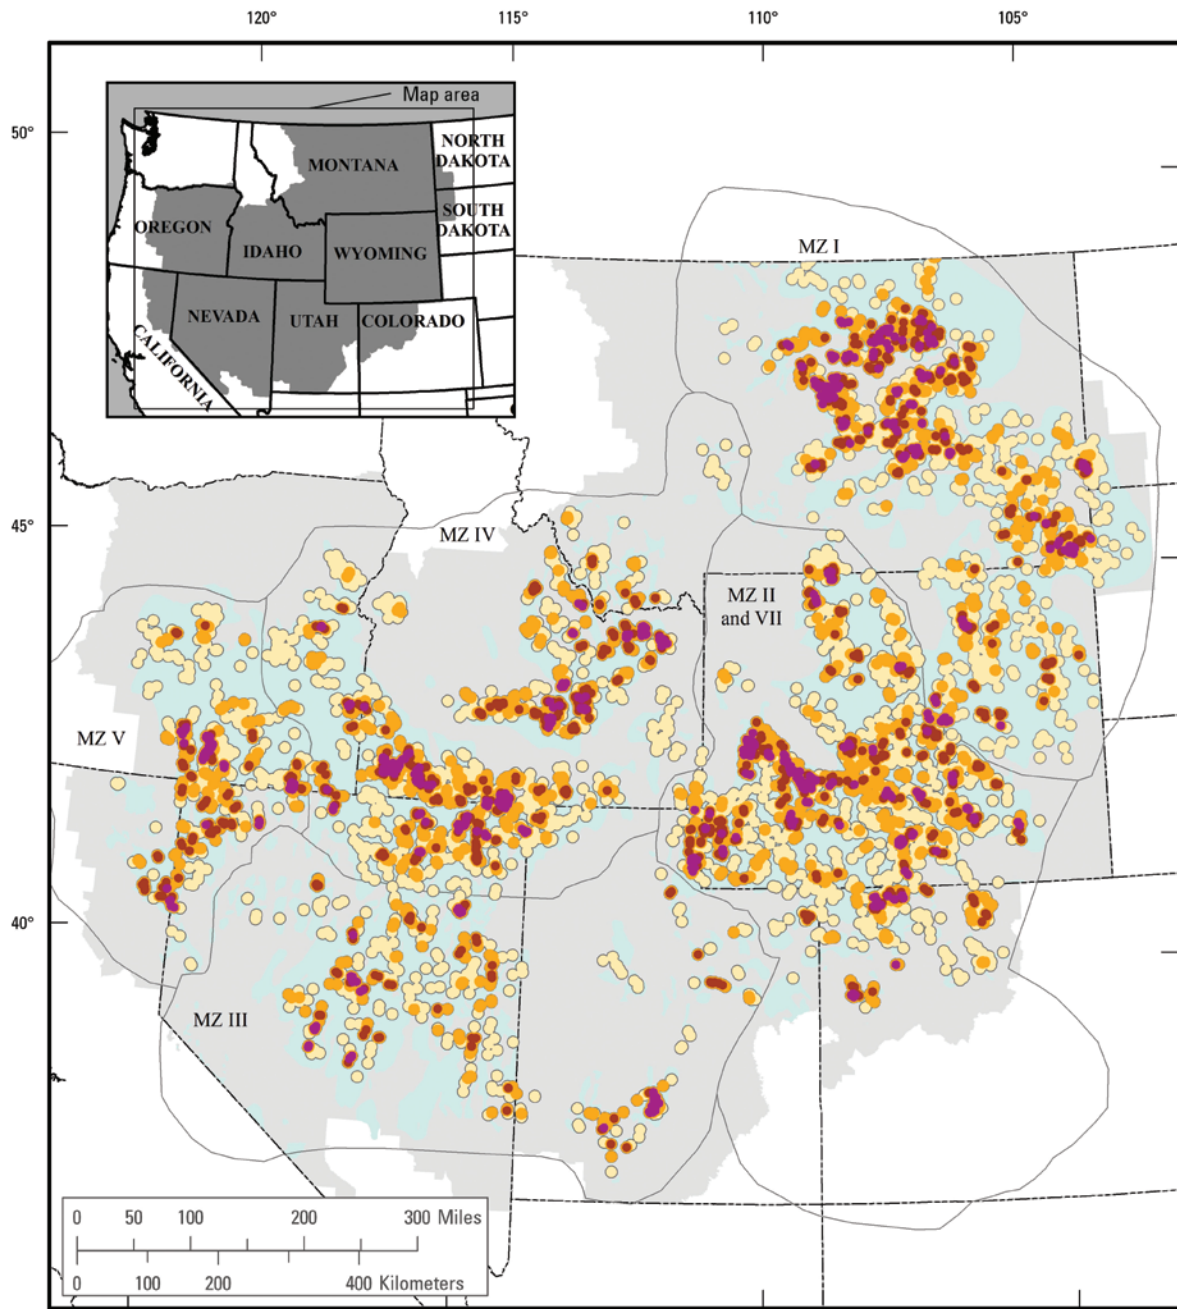 120° 115° 110° 105°
50°
Map area
NORTH
DAKOTA
MONTANA
SOUTH
DAKOTA
OREGON
IDAHO
WYOMING
NEVADA
UTAH
COLORADO
CALIFORNIA
MZ I
45°
MZ IV
MZ II
and VII
MZ V
40°
MZ III
0 50 100 200 300 Miles
0 100 200 400 Kilometers